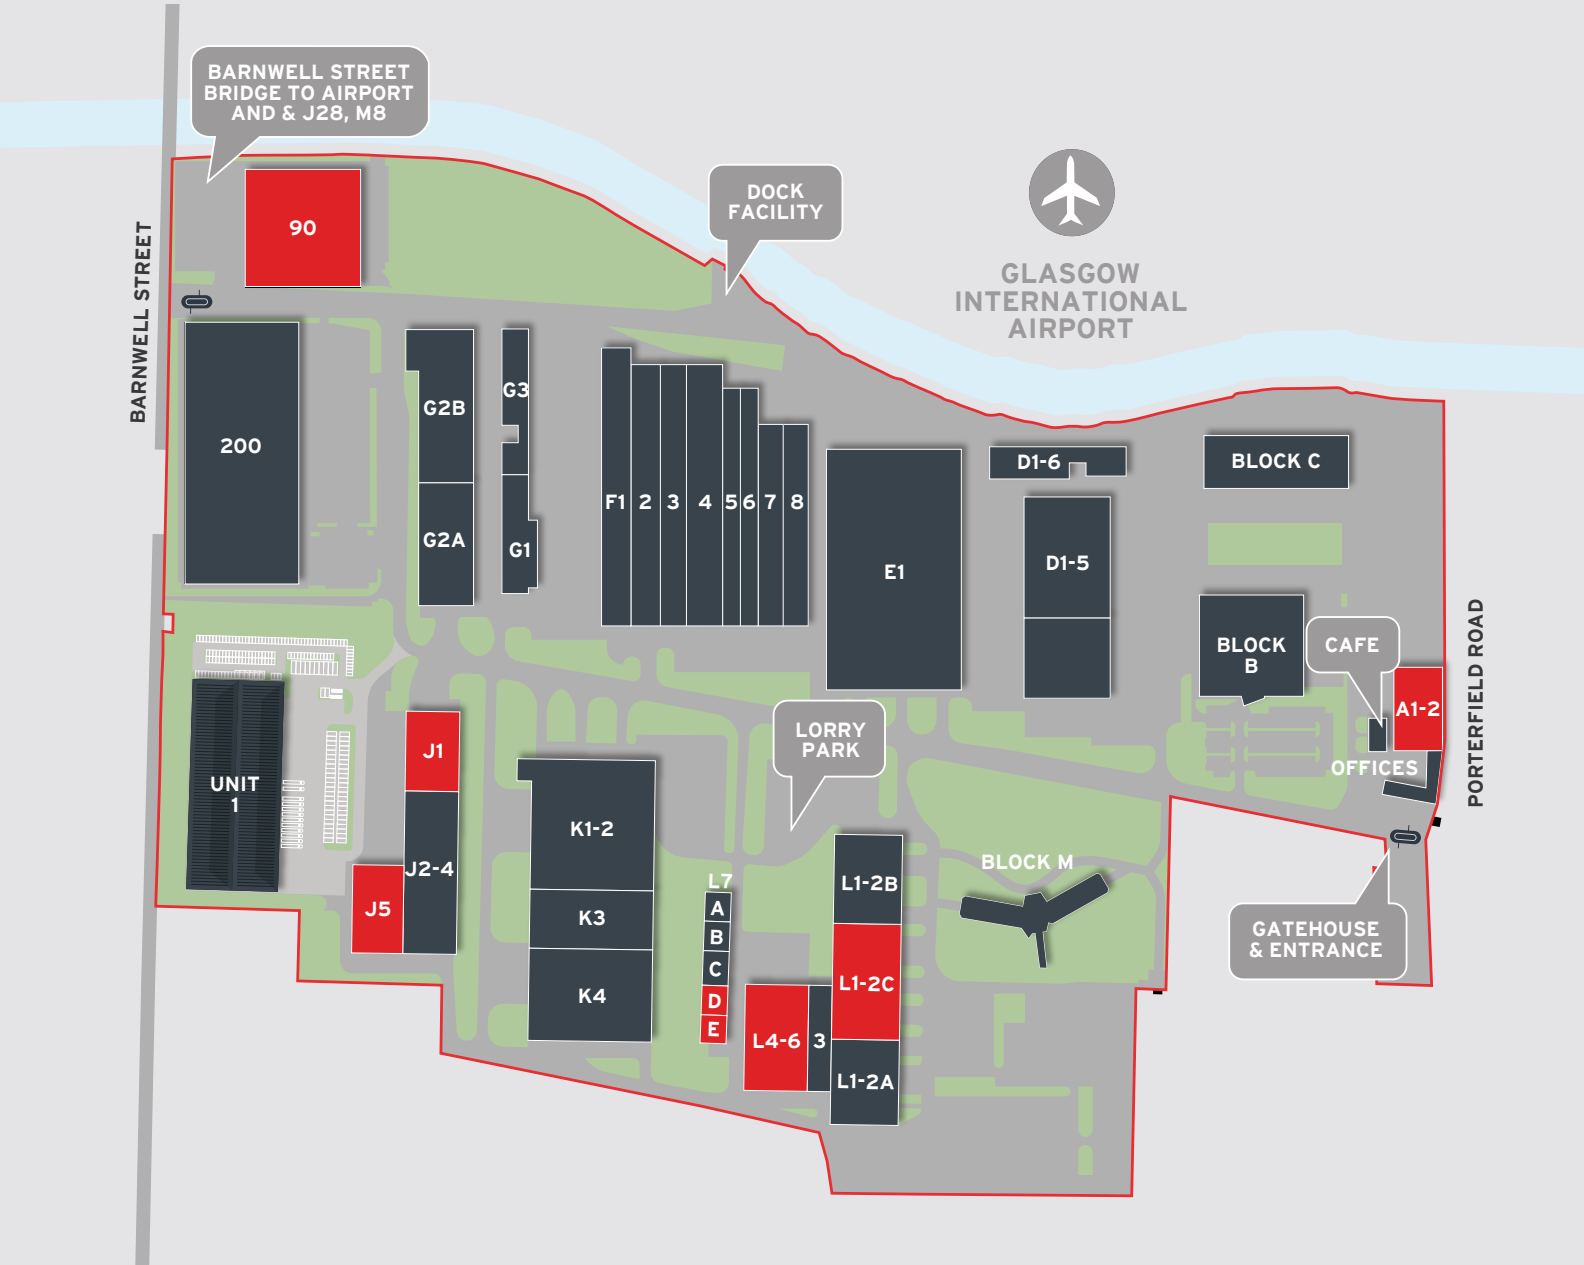 BARNWELL STREET
BRIDGE TO AIRPORT
AND & J28, M8
DOCK
FACILITY
GLASGOW
INTERNATIONAL
AIRPORT
BARNWELL STREET
90
200
G2B
G3
G2A
G1
F1
2
3
4
5
6
7
8
E1
D1-6
D1-5
BLOCK C
BLOCK
B
CAFE
A1-2
OFFICES
PORTERFIELD ROAD
UNIT
1
J1
J2-4
J5
K1-2
K3
K4
LORRY
PARK
L7
A
B
C
D
E
L4-6
3
L1-2B
L1-2C
L1-2A
BLOCK M
GATEHOUSE
& ENTRANCE